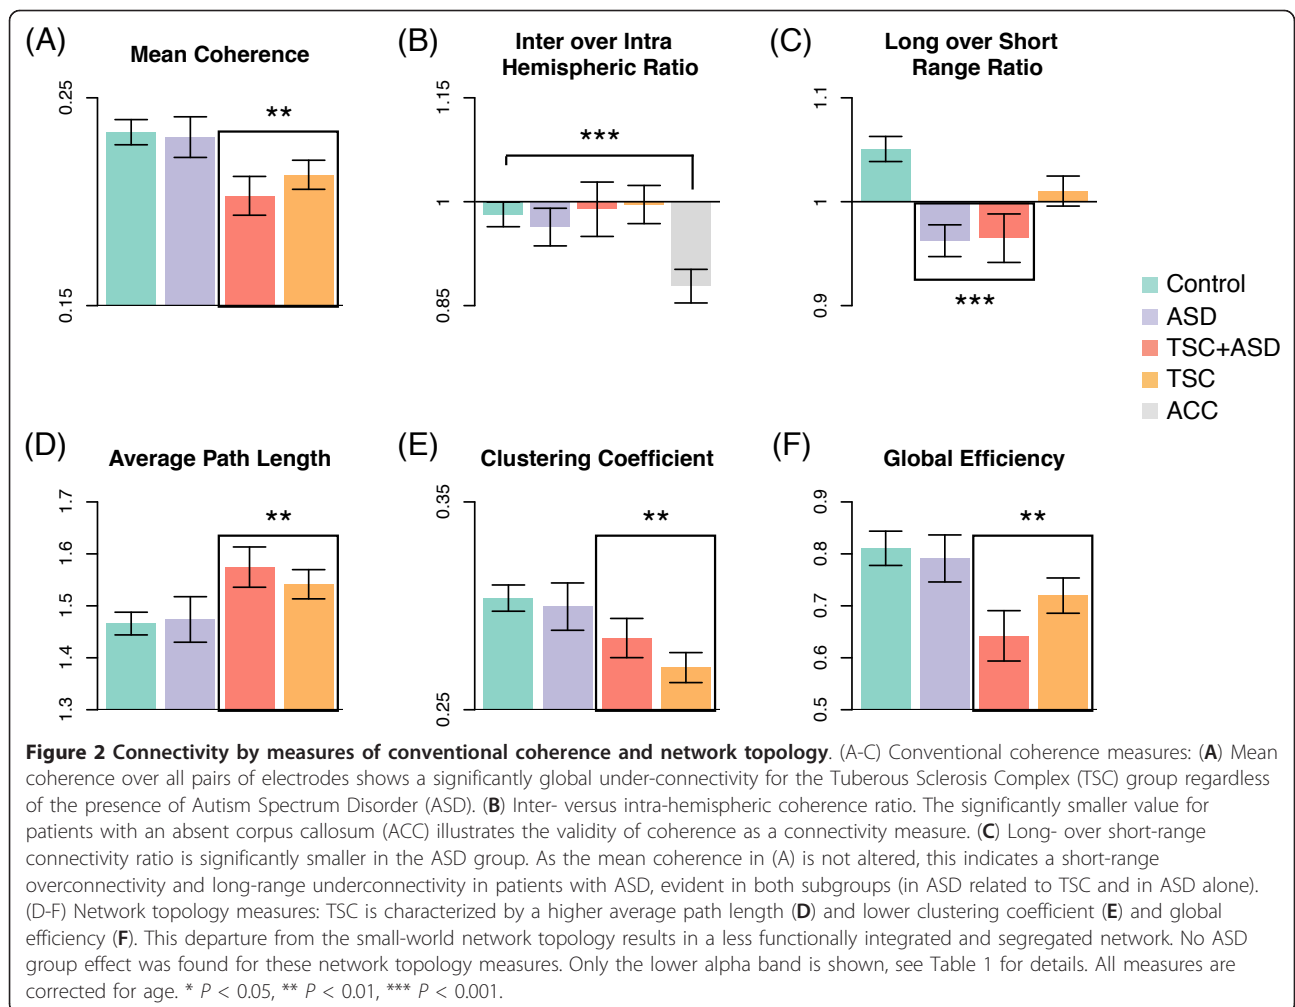 (A)
Mean Coherence
0.25
0.15
**
(B)
Inter over Intra
Hemispheric Ratio
1.15
1
0.85
***
(C)
Long over Short
Range Ratio
1.1
1
0.9
***
Control
ASD
TSC+ASD
TSC
ACC
(D)
Average Path Length
1.7
1.6
1.5
1.4
1.3
**
(E)
Clustering Coefficient
0.35
0.25
**
(F)
Global Efficiency
0.9
0.8
0.7
0.6
0.5
**
Figure 2 Connectivity by measures of conventional coherence and network topology. (A-C) Conventional coherence measures: (A) Mean
coherence over all pairs of electrodes shows a significantly global under-connectivity for the Tuberous Sclerosis Complex (TSC) group regardless
of the presence of Autism Spectrum Disorder (ASD). (B) Inter- versus intra-hemispheric coherence ratio. The significantly smaller value for
patients with an absent corpus callosum (ACC) illustrates the validity of coherence as a connectivity measure. (C) Long- over short-range
connectivity ratio is significantly smaller in the ASD group. As the mean coherence in (A) is not altered, this indicates a short-range
overconnectivity and long-range underconnectivity in patients with ASD, evident in both subgroups (in ASD related to TSC and in ASD alone).
(D-F) Network topology measures: TSC is characterized by a higher average path length (D) and lower clustering coefficient (E) and global
efficiency (F). This departure from the small-world network topology results in a less functionally integrated and segregated network. No ASD
group effect was found for these network topology measures. Only the lower alpha band is shown, see Table 1 for details. All measures are
corrected for age. * P < 0.05, ** P < 0.01, *** P < 0.001.